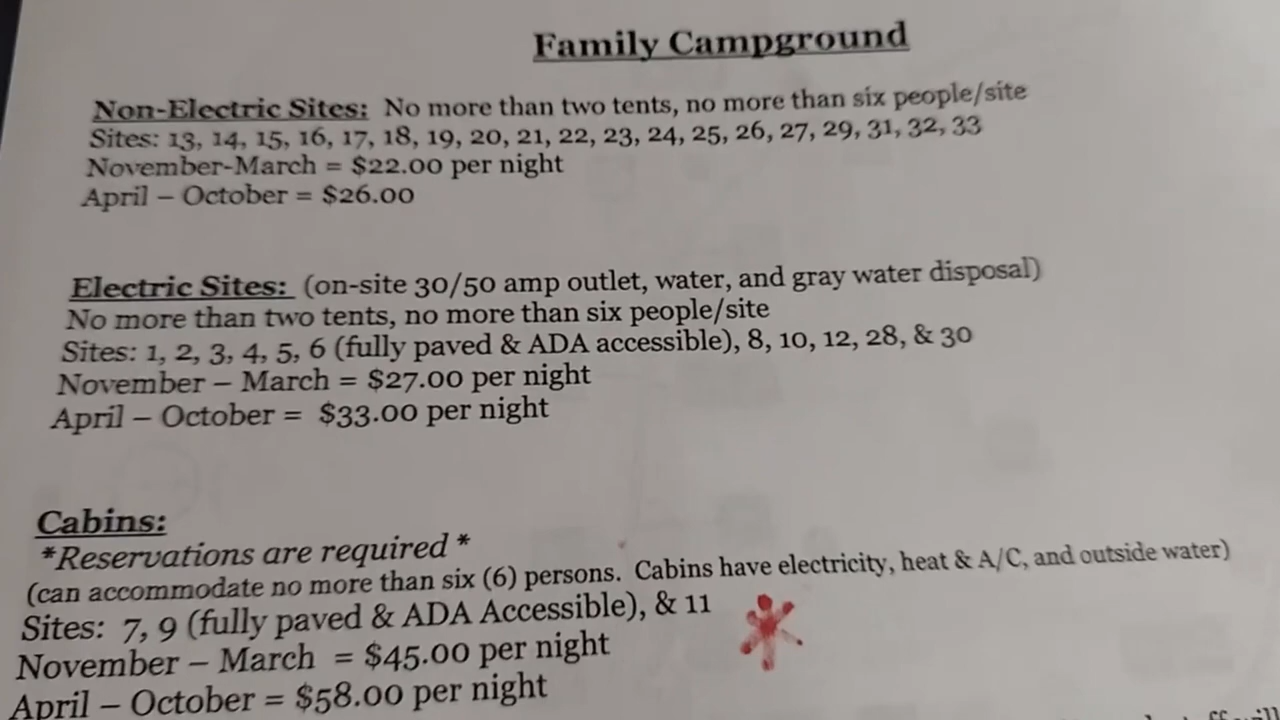 Family Campground
Non-Electric Sites: No more than two tents, no more than six people/site
Sites: 13, 14, 15, 16, 17, 18, 19, 20, 21, 22, 23, 24, 25, 26, 27, 29, 31, 32, 33
November-March = $22.00 per night
April – October = $26.00
Electric Sites: (on-site 30/50 amp outlet, water, and gray water disposal)
No more than two tents, no more than six people/site
Sites: 1, 2, 3, 4, 5, 6 (fully paved & ADA accessible), 8, 10, 12, 28, & 30
November – March = $27.00 per night
April – October = $33.00 per night
Cabins:
*Reservations are required *
(can accommodate no more than six (6) persons. Cabins have electricity, heat & A/C, and outside water)
Sites: 7, 9 (fully paved & ADA Accessible), & 11
November – March = $45.00 per night
April – October = $58.00 per night